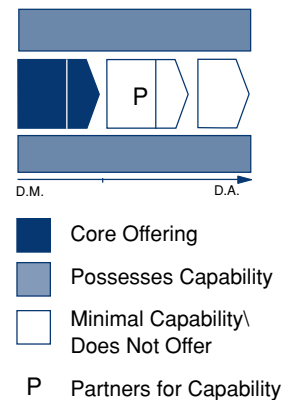 P
D.M. D.A.
Core Offering
Possesses Capability
Minimal Capability\
Does Not Offer
P Partners for Capability